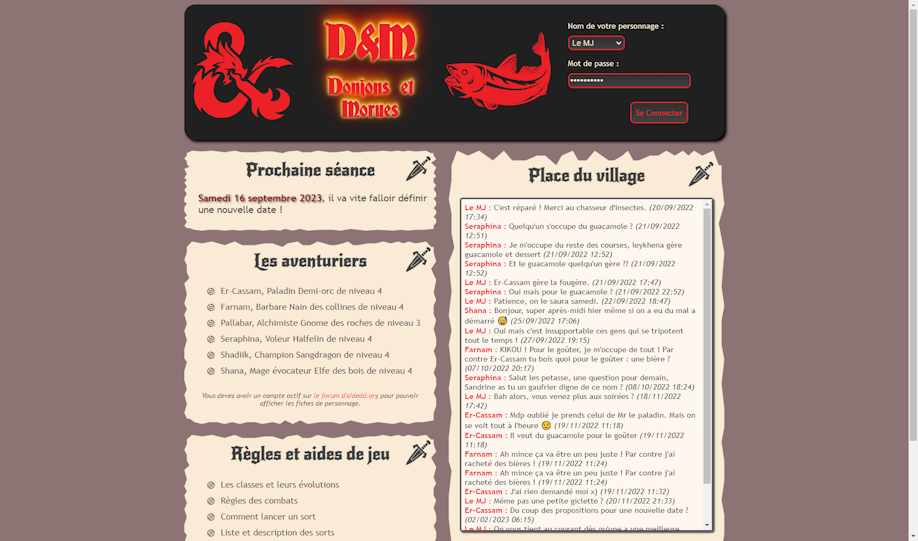 D&M
Donjons et
Morues
Nom de votre personnage :
Le MJ
Mot de passe :
Se Connecter
Prochaine séance
Samedi 16 septembre 2023, il va vite falloir définir
une nouvelle date !
Les aventuriers
Er-Cassam, Paladin Demi-orc de niveau 4
Farnam, Barbare Nain des collines de niveau 4
Pallabar, Alchimiste Gnome des roches de niveau 3
Seraphina, Voleur Halfelin de niveau 4
Shadiik, Champion Sangdragon de niveau 4
Shana, Mage évocateur Elfe des bois de niveau 4
Vous devez avoir un compte actif sur le forum d'aidedd.org pour pouvoir
afficher les fiches de personnage.
Règles et aides de jeu
Les classes et leurs évolutions
Règles des combats
Comment lancer un sort
Liste et description des sorts
Place du village
Le MJ : C'est réparé ! Merci au chasseur d'insectes. (20/09/2022
17:34)
Seraphina : Quelqu'un s'occupe du guacamole ? (21/09/2022
12:51)
Seraphina : Je m'occupe du reste des courses, leykhena gère
guacamole et dessert (21/09/2022 12:52)
Seraphina : Et le guacamole quelqu'un gère ?? (21/09/2022
12:52)
Le MJ : Er-Cassam gère la fougère. (21/09/2022 17:47)
Seraphina : Oui mais pour le guacamole ? (21/09/2022 22:52)
Le MJ : Patience, on le saura samedi. (22/09/2022 18:47)
Shana : Bonjour, super après-midi hier même si on a eu du mal a
démarré (25/09/2022 17:06)
Le MJ : Oui mais c'est insupportable ces gens qui se tripotent
tout le temps ! (27/09/2022 19:15)
Farnam : KIKOU ! Pour le goûter, je m'occupe de tout ! Par
contre Er-Cassam tu bois quoi pour le goûter : une bière ?
(07/10/2022 20:17)
Seraphina : Salut les petasse, une question pour demain,
Sandrine as tu un gaufrier digne de ce nom ? (08/10/2022 18:24)
Le MJ : Bah alors, vous venez plus aux soirées ? (18/11/2022
17:42)
Er-Cassam : Mdp oublié je prends celui de Mr le paladin. Mais on
se voit tout à l'heure (19/11/2022 11:18)
Er-Cassam : Il veut du guacamole pour le goûter (19/11/2022
11:18)
Farnam : Ah mince ça va être un peu juste ! Par contre j'ai
racheté des bières ! (19/11/2022 11:24)
Farnam : Ah mince ça va être un peu juste ! Par contre j'ai
racheté des bières ! (19/11/2022 11:24)
Er-Cassam : J'ai rien demandé moi x) (19/11/2022 11:32)
Le MJ : Même pas une petite giclette ? (20/11/2022 21:33)
Er-Cassam : Du coup des propositions pour une nouvelle date ?
(02/02/2023 06:15)
Le MJ : On vous tient au courant dès qu'une a une meilleure